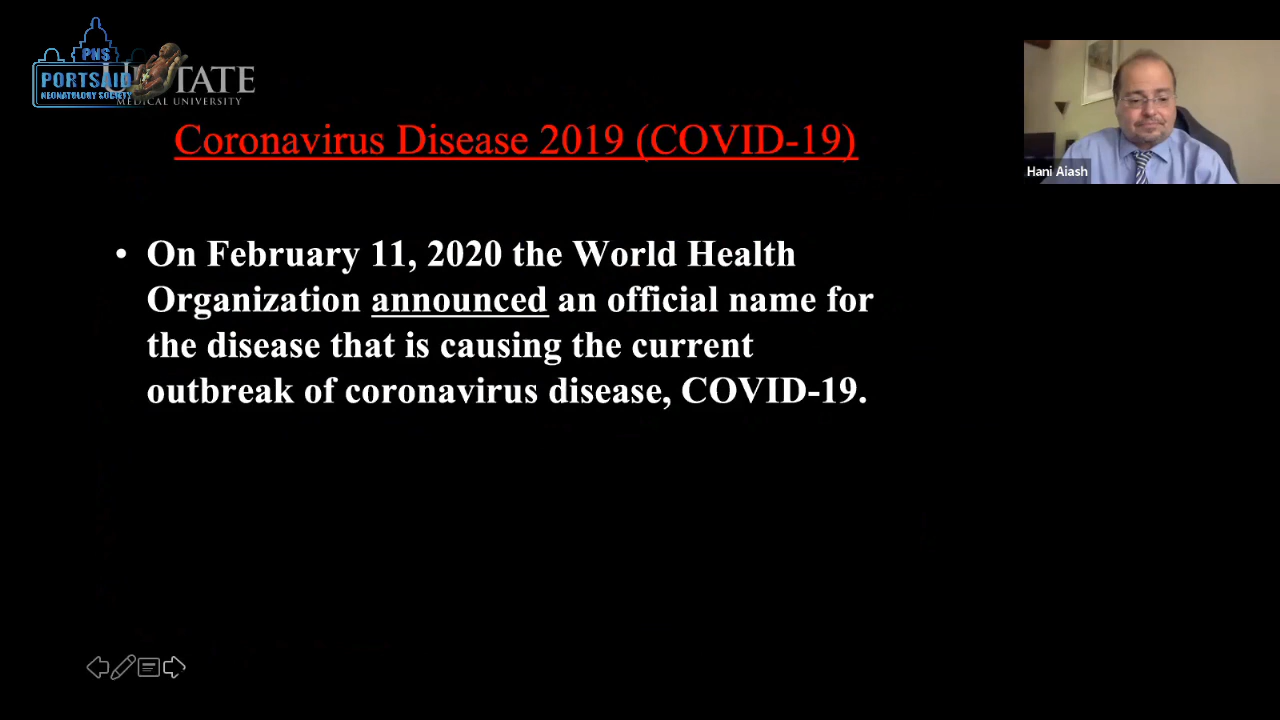 PNS
PORTSAID
NEONATOLOGY SOCIETY
TATE
MEDICAL UNIVERSITY
Coronavirus Disease 2019 (COVID-19)
Hani Aiash
• On February 11, 2020 the World Health
Organization announced an official name for
the disease that is causing the current
outbreak of coronavirus disease, COVID-19.